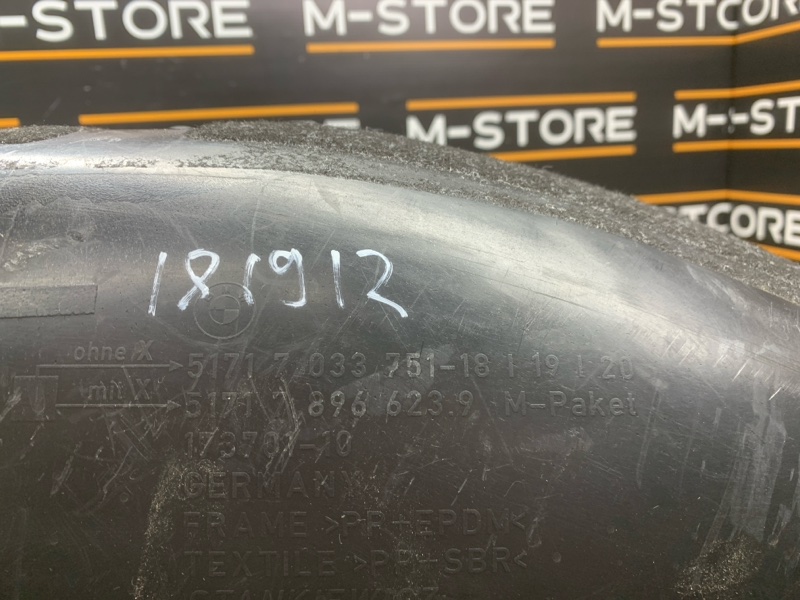 M-STORE M-STORE M-STCORE
M-STORE
STCORE
181912
ohne X 5171 7 033 751-18 | 19 | 20
mit X 5171 7 896 623.9 M-Paket
173701-10
GERMANY
FRAME >PP+EPDM<
TEXTILE >PP-SBR<